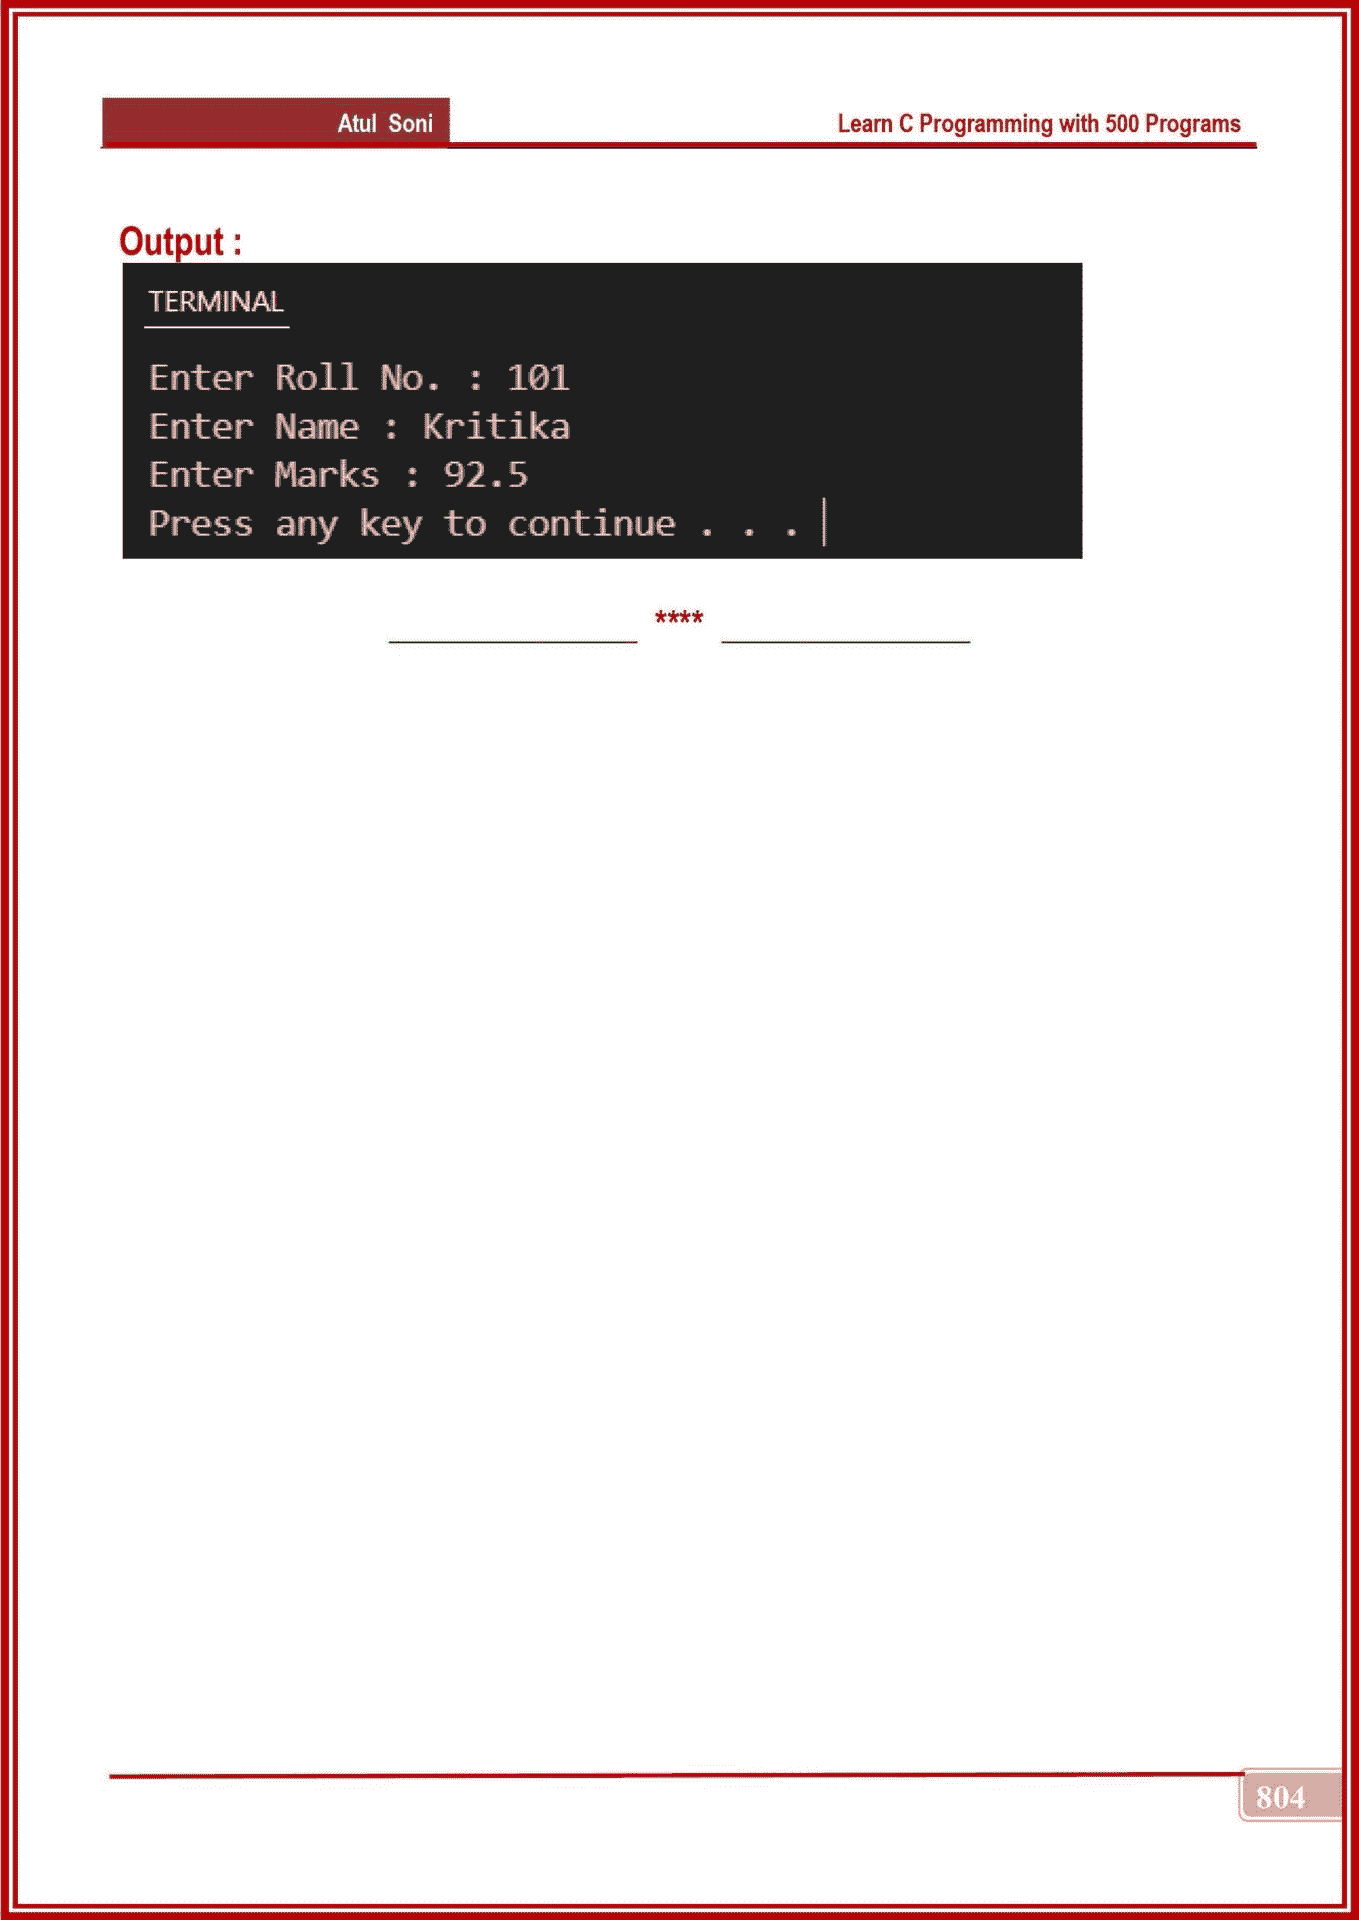 Atul Soni
Learn C Programming with 500 Programs
Output :
TERMINAL
Enter Roll No. : 101
Enter Name : Kritika
Enter Marks : 92.5
Press any key to continue . . .
****
804